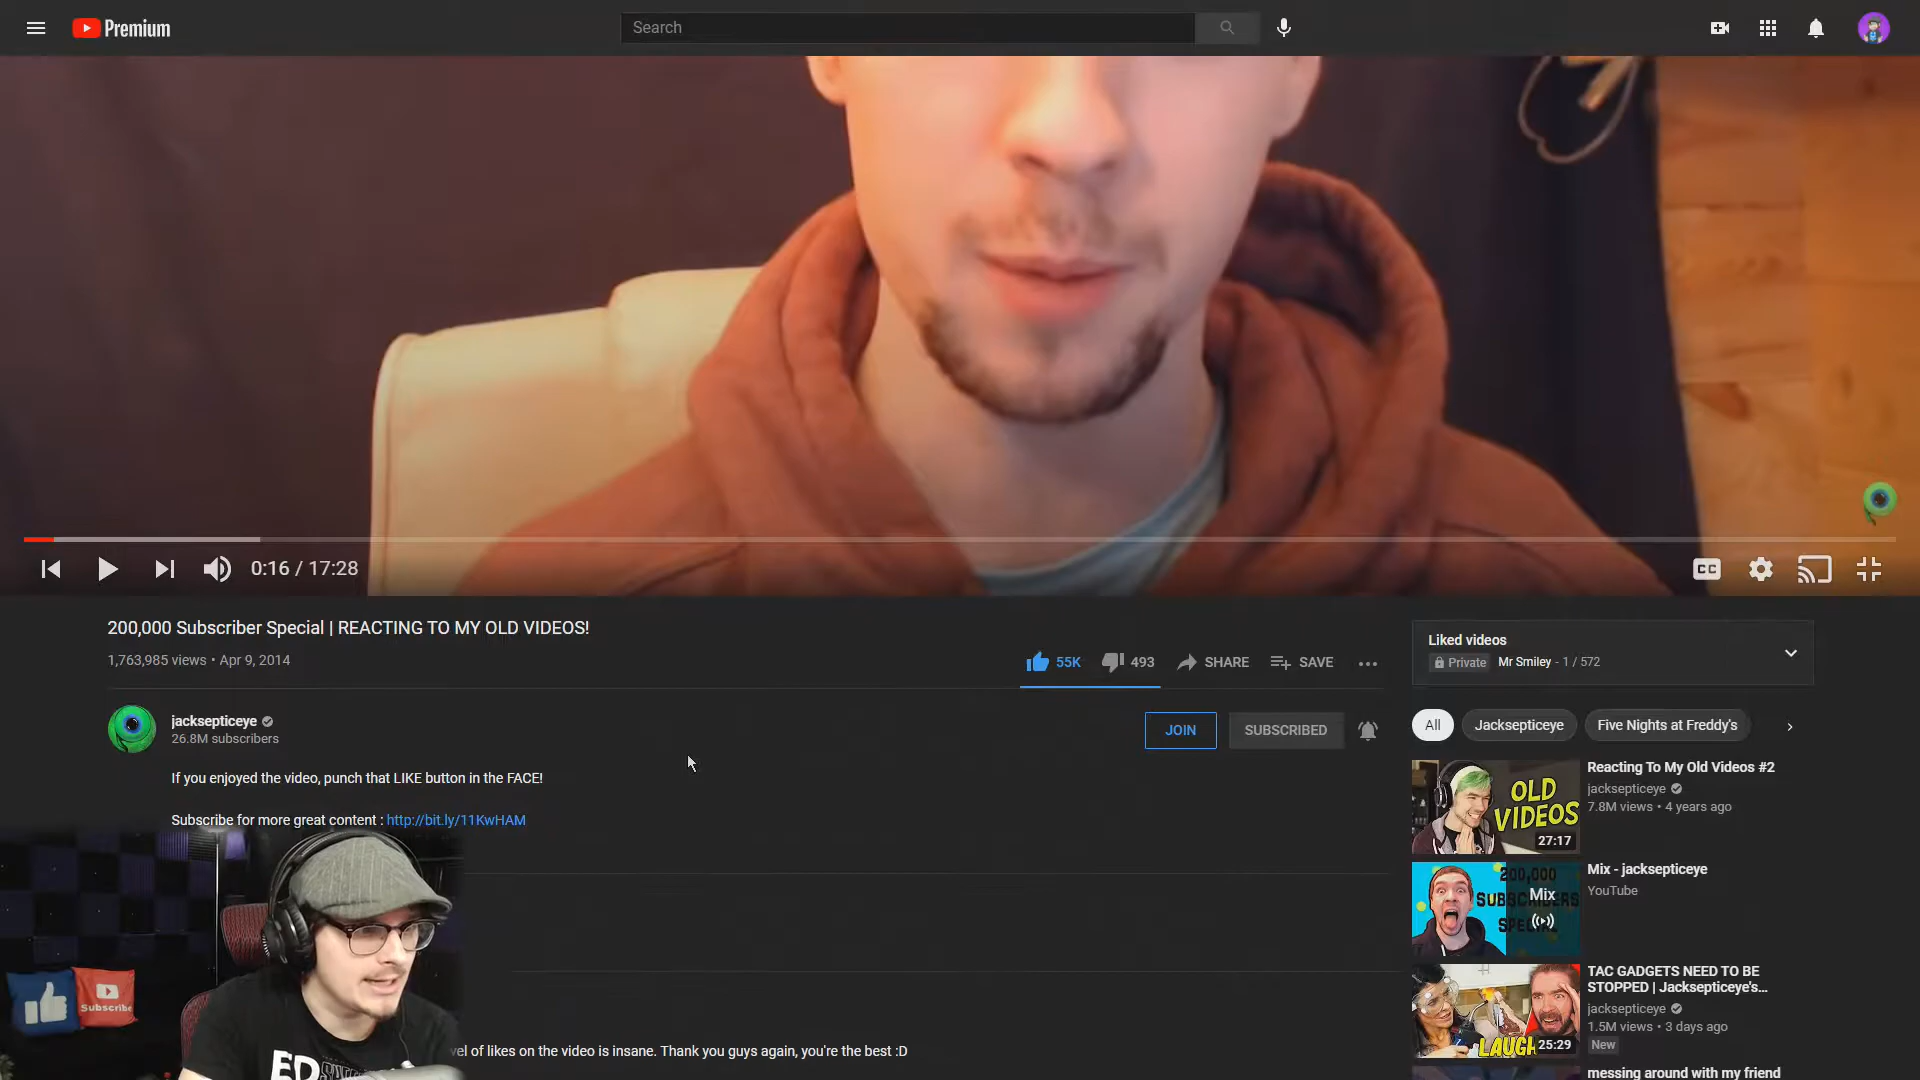 Premium
Search
0:16 / 17:28
CC
200,000 Subscriber Special | REACTING TO MY OLD VIDEOS!
1,763,985 views • Apr 9, 2014
55K
493
SHARE
SAVE
jacksepticeye
26.8M subscribers
JOIN
SUBSCRIBED
If you enjoyed the video, punch that LIKE button in the FACE!
Subscribe for more great content : http://bit.ly/11KwHAM
vel of likes on the video is insane. Thank you guys again, you're the best :D
Subscribe
Liked videos
Private Mr Smiley - 1 / 572
All
Jacksepticeye
Five Nights at Freddy's
OLD
VIDEOS
27:17
Reacting To My Old Videos #2
jacksepticeye
7.8M views • 4 years ago
200,000
SUBSCRIBERS
SPECIAL
Mix
Mix - jacksepticeye
YouTube
LAUGH
25:29
TAC GADGETS NEED TO BE
STOPPED | Jacksepticeye's...
jacksepticeye
1.5M views • 3 days ago
New
messing around with my friend